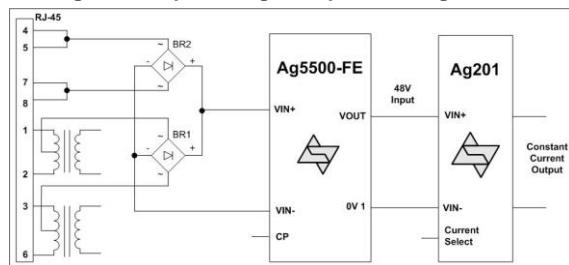 RJ-45
4
5
7
8
1
2
3
6
~
BR2
-
+
~
~
BR1
-
+
~
Ag5500-FE
VIN+
VOUT
VIN-
0V 1
CP
48V
Input
Ag201
VIN+
VIN-
Current
Select
Constant
Current
Output